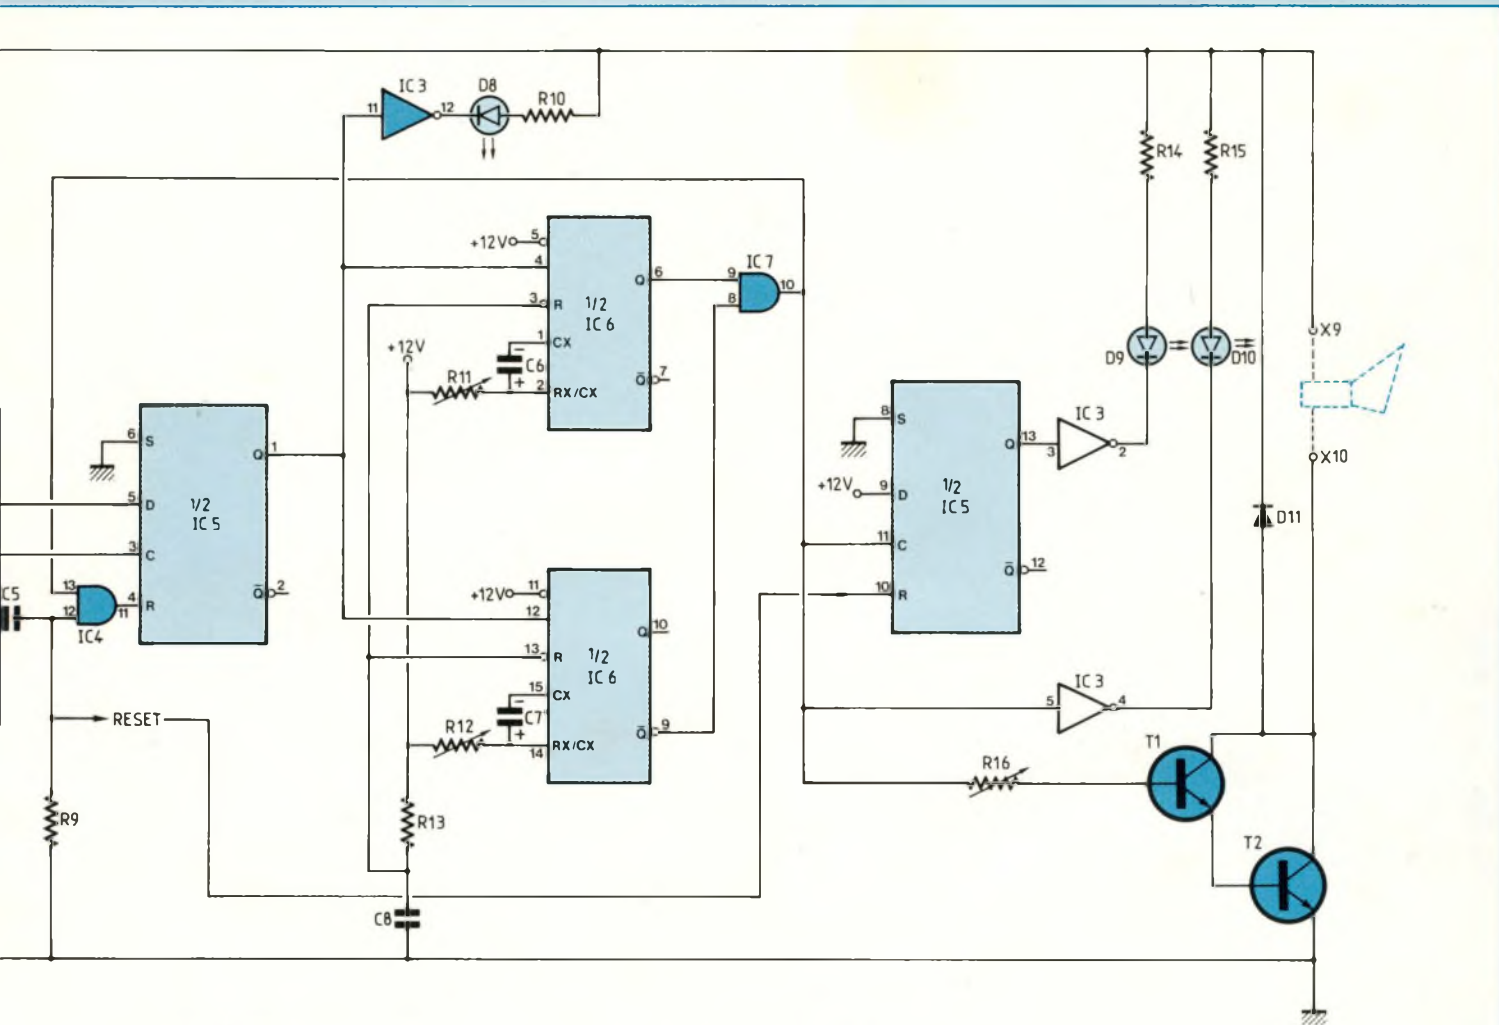 IC3
11
12
D8
R10
R14
R15
+12V
5
4
3
R
1
CX
2
RX/CX
1/2
IC6
Q
6
Q̅
7
9
8
IC7
10
+12V
R11
C6
-
+
D9
D10
X9
X10
D11
6
S
5
D
3
C
4
R
1/2
IC5
Q
1
Q̅
2
C5
13
12
11
IC4
8
S
+12V
9
D
11
C
10
R
1/2
IC5
Q
13
Q̅
12
IC3
3
2
+12V
11
12
13
R
15
CX
14
RX/CX
1/2
IC6
Q
10
Q̅
9
R12
C7
-
+
IC3
5
4
RESET
R9
R13
C8
R16
T1
T2